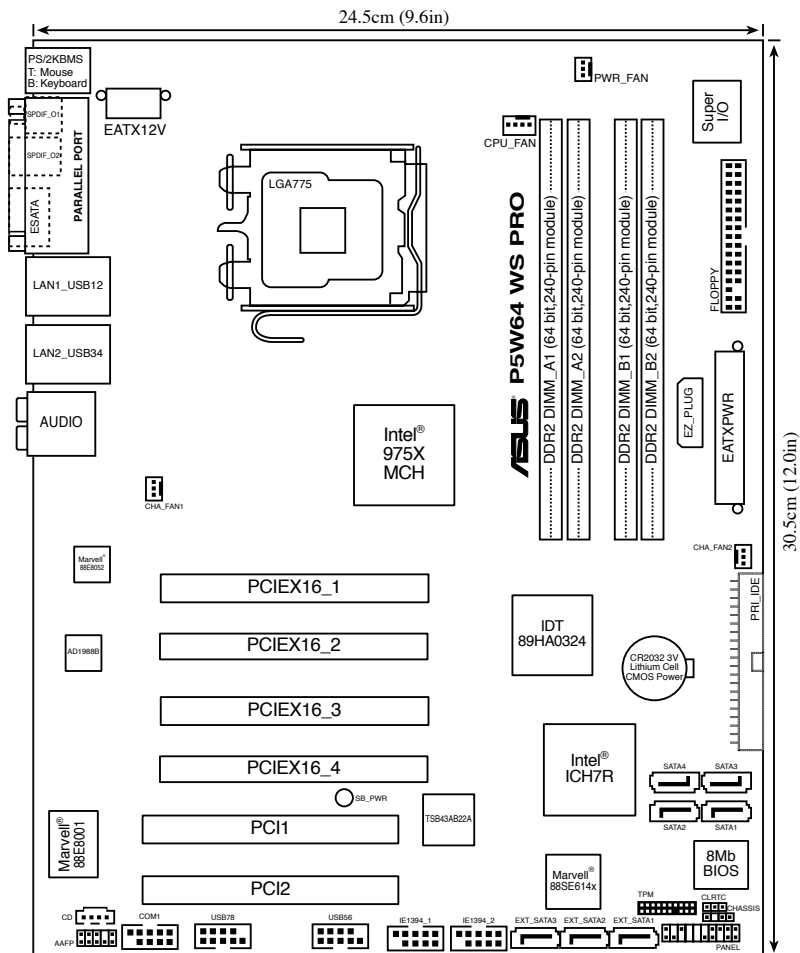 24.5cm (9.6in)
PS/2KBMS
T: Mouse
B: Keyboard
SPDIF_O1
SPDIF_O2
ESATA
PARALLEL PORT
EATX12V
PWR_FAN
CPU_FAN
Super
I/O
LGA775
FLOPPY
LAN1_USB12
LAN2_USB34
AUDIO
ASUS® P5W64 WS PRO
DDR2 DIMM_A1 (64 bit,240-pin module)
DDR2 DIMM_A2 (64 bit,240-pin module)
DDR2 DIMM_B1 (64 bit,240-pin module)
DDR2 DIMM_B2 (64 bit,240-pin module)
EZ_PLUG
EATXPWR
30.5cm (12.0in)
Intel®
975X
MCH
CHA_FAN1
CHA_FAN2
Marvell®
88E8052
PCIEX16_1
PRI_IDE
IDT
89HA0324
AD1988B
PCIEX16_2
CR2032 3V
Lithium Cell
CMOS Power
PCIEX16_3
Intel®
ICH7R
PCIEX16_4
SATA4
SATA3
SB_PWR
SATA2
SATA1
TSB43AB22A
PCI1
Marvell®
88E8001
8Mb
BIOS
Marvell®
88SE614x
PCI2
TPM
CLRTC
CHASSIS
CD
COM1
USB78
USB56
IE1394_1
IE1394_2
EXT_SATA3
EXT_SATA2
EXT_SATA1
AAFP
PANEL